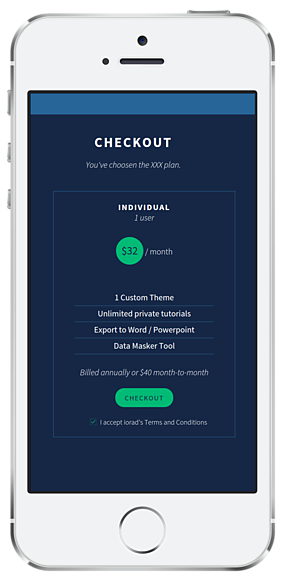 CHECKOUT
You've choosen the XXX plan.
INDIVIDUAL
1 user
$32 / month
1 Custom Theme
Unlimited private tutorials
Export to Word / Powerpoint
Data Masker Tool
Billed annually or $40 month-to-month
CHECKOUT
I accept iorad's Terms and Conditions